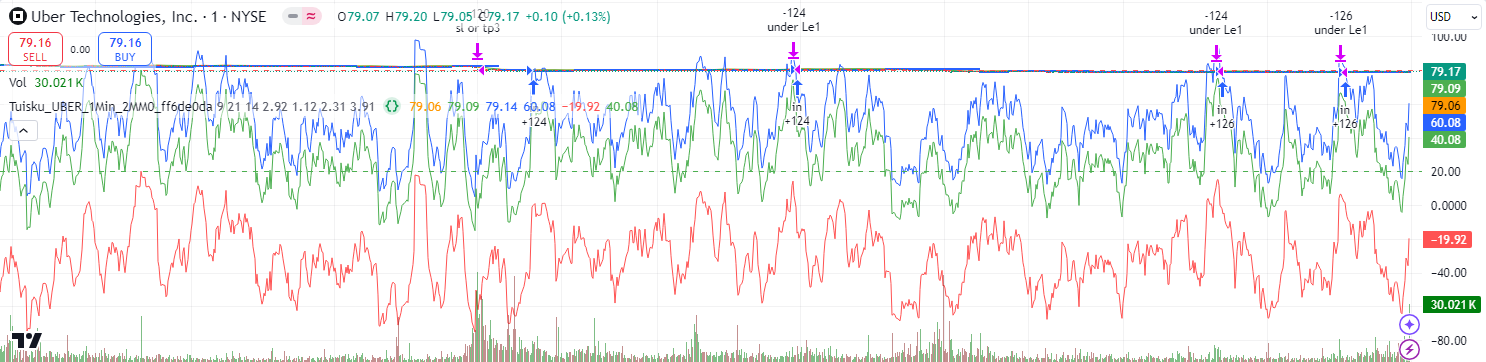 Uber Technologies, Inc. · 1 · NYSE O79.07 H79.20 L79.05 C79.17 +0.10 (+0.13%)
79.16 SELL 0.00 79.16 BUY
Vol 30.021 K
Tuisku_UBER_1Min_2MM0_ff6de0da 9 21 14 2.92 1.12 2.31 3.91 {} 79.06 79.09 79.14 60.08 −19.92 40.08
sl or tp3
+124
-124
under Le1
in
+124
-124
under Le1
in
+126
-126
under Le1
in
+126
USD
100.00
79.17
79.09
79.06
60.08
40.08
20.00
0.0000
−19.92
−40.00
30.021 K
−80.00